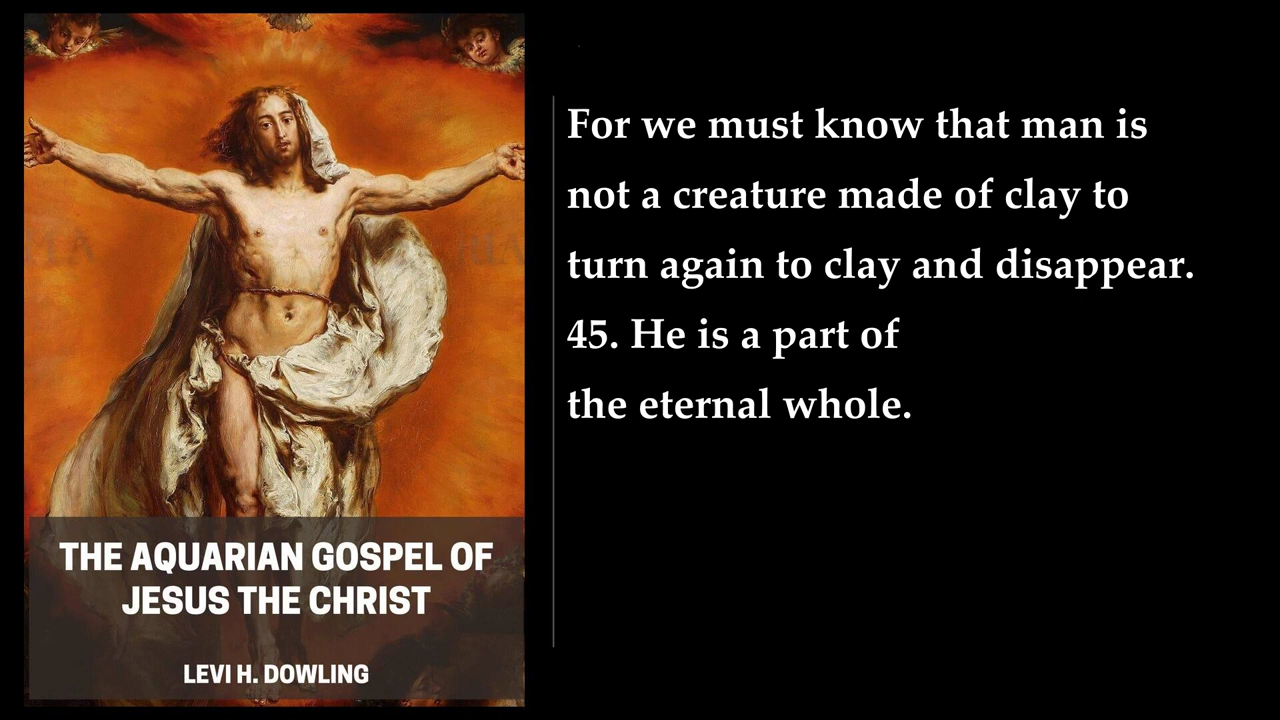 For we must know that man is
not a creature made of clay to
turn again to clay and disappear.
45. He is a part of
the eternal whole.
THE AQUARIAN GOSPEL OF
JESUS THE CHRIST
LEVI H. DOWLING